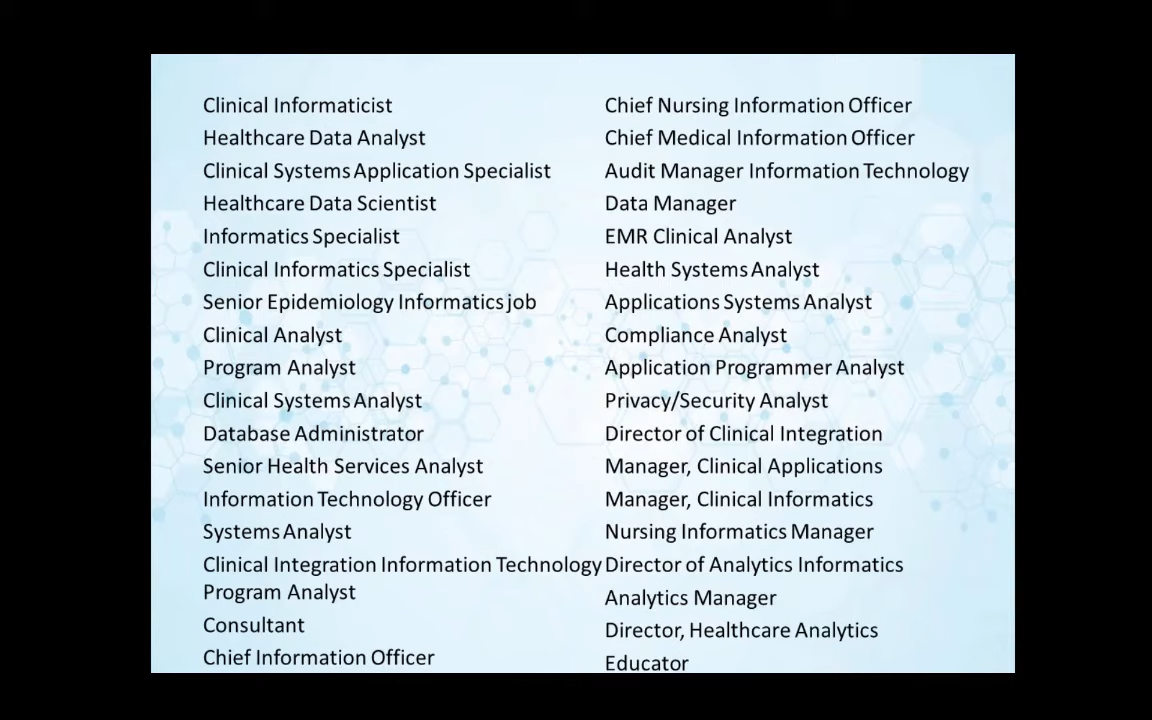 Clinical Informaticist
Healthcare Data Analyst
Clinical Systems Application Specialist
Healthcare Data Scientist
Informatics Specialist
Clinical Informatics Specialist
Senior Epidemiology Informatics job
Clinical Analyst
Program Analyst
Clinical Systems Analyst
Database Administrator
Senior Health Services Analyst
Information Technology Officer
Systems Analyst
Clinical Integration Information Technology
Program Analyst
Consultant
Chief Information Officer
Chief Nursing Information Officer
Chief Medical Information Officer
Audit Manager Information Technology
Data Manager
EMR Clinical Analyst
Health Systems Analyst
Applications Systems Analyst
Compliance Analyst
Application Programmer Analyst
Privacy/Security Analyst
Director of Clinical Integration
Manager, Clinical Applications
Manager, Clinical Informatics
Nursing Informatics Manager
Director of Analytics Informatics
Analytics Manager
Director, Healthcare Analytics
Educator